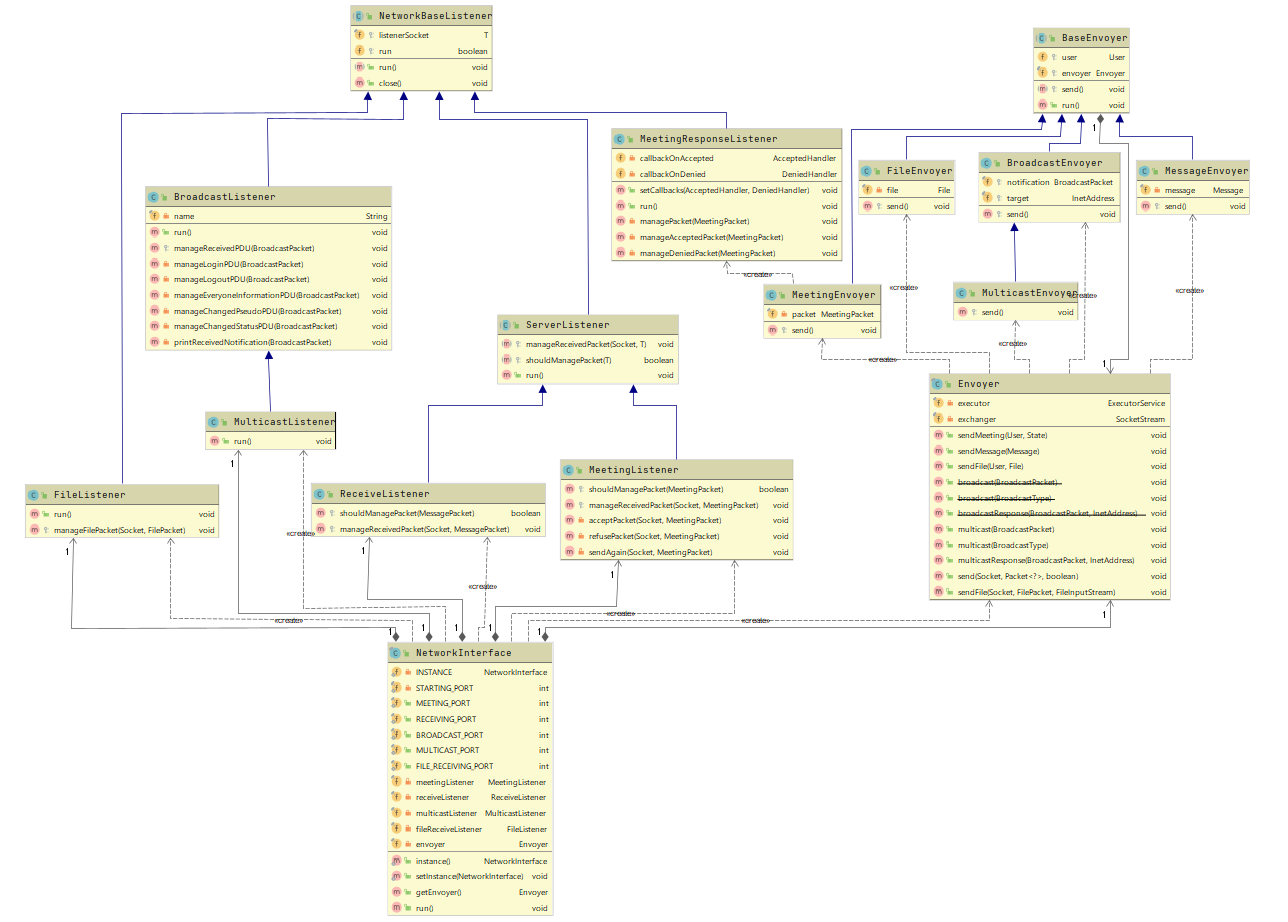 NetworkBaseListener
listenerSocket T
run boolean
run() void
close() void
BaseEnvoyer
user User
envoyer Envoyer
send() void
run() void
1
MeetingResponseListener
callbackOnAccepted AcceptedHandler
callbackOnDenied DeniedHandler
setCallbacks(AcceptedHandler, DeniedHandler) void
run() void
managePacket(MeetingPacket) void
manageAcceptedPacket(MeetingPacket) void
manageDeniedPacket(MeetingPacket) void
FileEnvoyer
file File
send() void
BroadcastEnvoyer
notification BroadcastPacket
target InetAddress
send() void
MessageEnvoyer
message Message
send() void
BroadcastListener
name String
run() void
manageReceivedPDU(BroadcastPacket) void
manageLoginPDU(BroadcastPacket) void
manageLogoutPDU(BroadcastPacket) void
manageEveryoneInformationPDU(BroadcastPacket) void
manageChangedPseudoPDU(BroadcastPacket) void
manageChangedStatusPDU(BroadcastPacket) void
printReceivedNotification(BroadcastPacket) void
«create»
«create»
«create»
«create»
MeetingEnvoyer
packet MeetingPacket
send() void
MulticastEnvoyer
send() void
ServerListener
manageReceivedPacket(Socket, T) void
shouldManagePacket(T) boolean
run() void
«create»
«create»
1
Envoyer
executor ExecutorService
exchanger SocketStream
sendMeeting(User, State) void
sendMessage(Message) void
sendFile(User, File) void
broadcast(BroadcastPacket) void
broadcast(BroadcastType) void
broadcastResponse(BroadcastPacket, InetAddress) void
multicast(BroadcastPacket) void
multicast(BroadcastType) void
multicastResponse(BroadcastPacket, InetAddress) void
send(Socket, Packet<?>, boolean) void
sendFile(Socket, FilePacket, FileInputStream) void
MulticastListener
run() void
1
FileListener
run() void
manageFilePacket(Socket, FilePacket) void
ReceiveListener
shouldManagePacket(MessagePacket) boolean
manageReceivedPacket(Socket, MessagePacket) void
MeetingListener
shouldManagePacket(MeetingPacket) boolean
manageReceivedPacket(Socket, MeetingPacket) void
acceptPacket(Socket, MeetingPacket) void
refusePacket(Socket, MeetingPacket) void
sendAgain(Socket, MeetingPacket) void
«create»
1
1
1
«create»
«create»
«create»
«create»
1
1
1
1
1
1
NetworkInterface
INSTANCE NetworkInterface
STARTING_PORT int
MEETING_PORT int
RECEIVING_PORT int
BROADCAST_PORT int
MULTICAST_PORT int
FILE_RECEIVING_PORT int
meetingListener MeetingListener
receiveListener ReceiveListener
multicastListener MulticastListener
fileReceiveListener FileListener
envoyer Envoyer
instance() NetworkInterface
setInstance(NetworkInterface) void
getEnvoyer() Envoyer
run() void